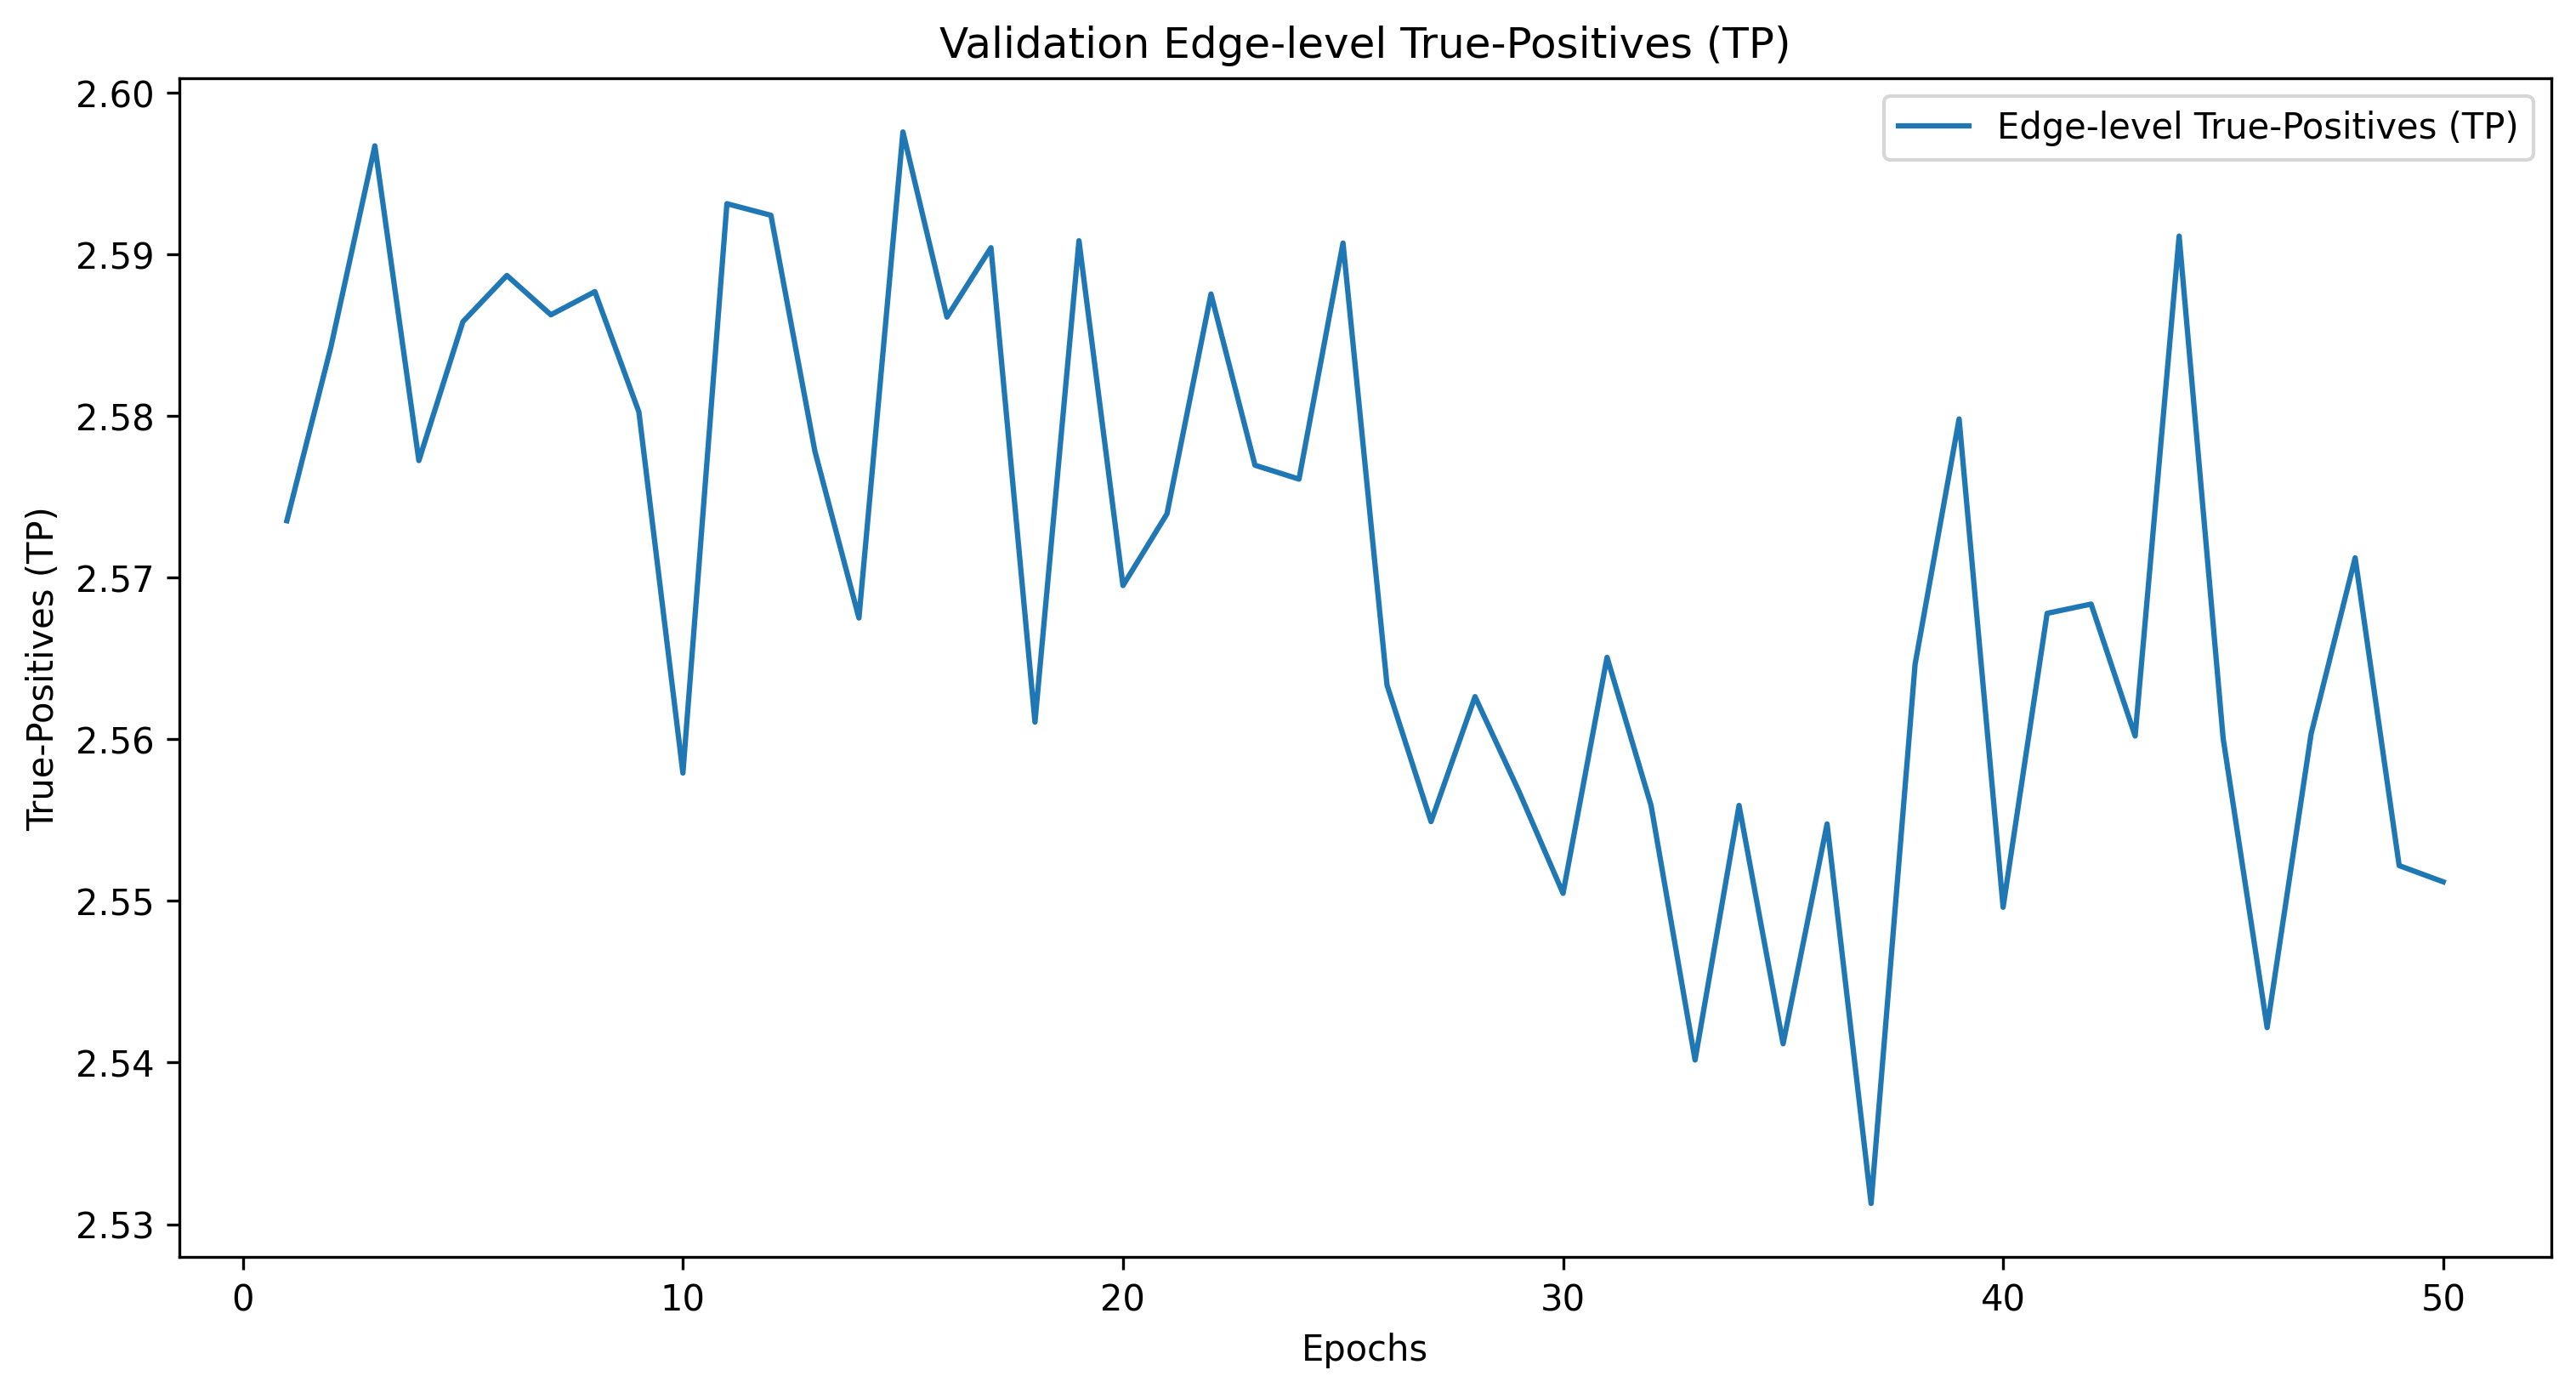 Validation Edge-level True-Positives (TP)
Edge-level True-Positives (TP)
True-Positives (TP)
2.60
2.59
2.58
2.57
2.56
2.55
2.54
2.53
0 10 20 30 40 50
Epochs